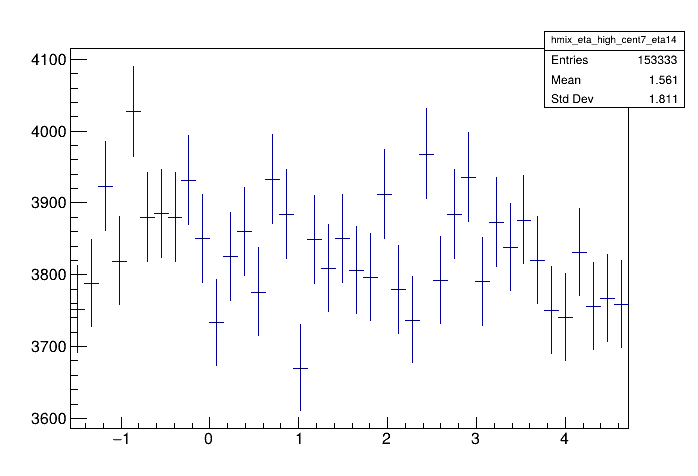 hmix_eta_high_cent7_eta14
Entries 153333
Mean 1.561
Std Dev 1.811
4100
4000
3900
3800
3700
3600
−1 0 1 2 3 4